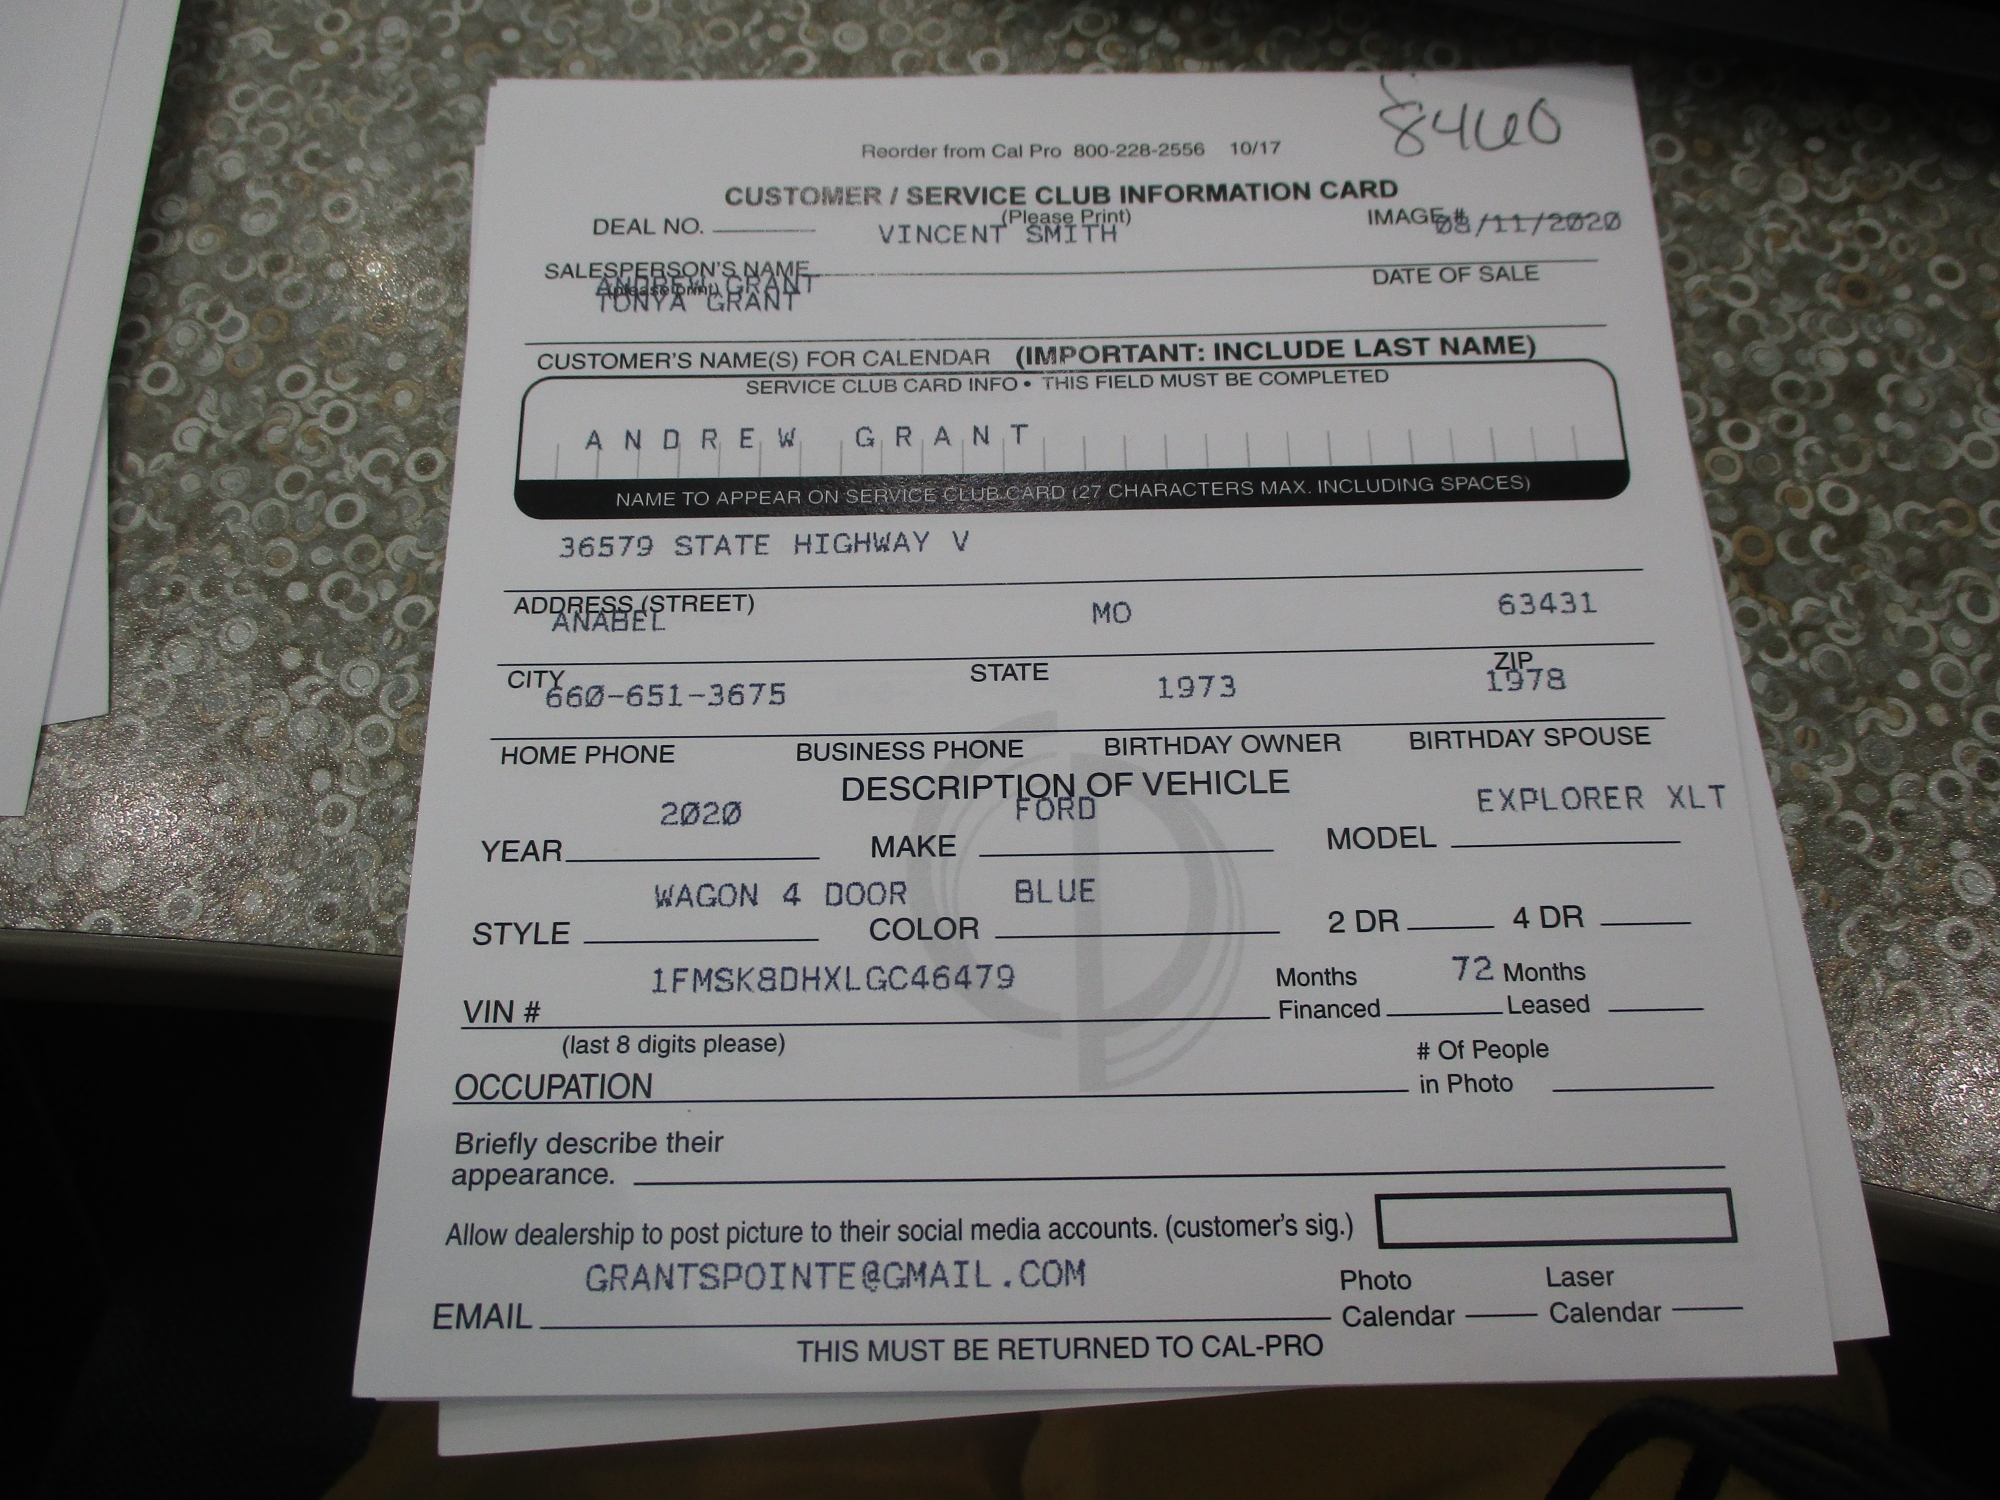 8460
Reorder from Cal Pro 800-228-2556 10/17
CUSTOMER / SERVICE CLUB INFORMATION CARD
(Please Print)
DEAL NO. VINCENT SMITH IMAGE# 08/11/2020
SALESPERSON'S NAME DATE OF SALE
(please print)
ANDREW GRANT
TONYA GRANT
CUSTOMER'S NAME(S) FOR CALENDAR (IMPORTANT: INCLUDE LAST NAME)
SERVICE CLUB CARD INFO • THIS FIELD MUST BE COMPLETED
ANDREW GRANT
NAME TO APPEAR ON SERVICE CLUB CARD (27 CHARACTERS MAX. INCLUDING SPACES)
36579 STATE HIGHWAY V
ADDRESS (STREET)
ANABEL MO 63431
CITY STATE ZIP
660-651-3675 1973 1978
HOME PHONE BUSINESS PHONE BIRTHDAY OWNER BIRTHDAY SPOUSE
DESCRIPTION OF VEHICLE
2020 FORD EXPLORER XLT
YEAR MAKE MODEL
WAGON 4 DOOR BLUE
STYLE COLOR 2 DR 4 DR
1FMSK8DHXLGC46479 Months 72 Months
VIN # Financed Leased
(last 8 digits please) # Of People
OCCUPATION in Photo
Briefly describe their
appearance.
Allow dealership to post picture to their social media accounts. (customer's sig.)
GRANTSPOINTE@GMAIL.COM Photo Laser
EMAIL Calendar Calendar
THIS MUST BE RETURNED TO CAL-PRO